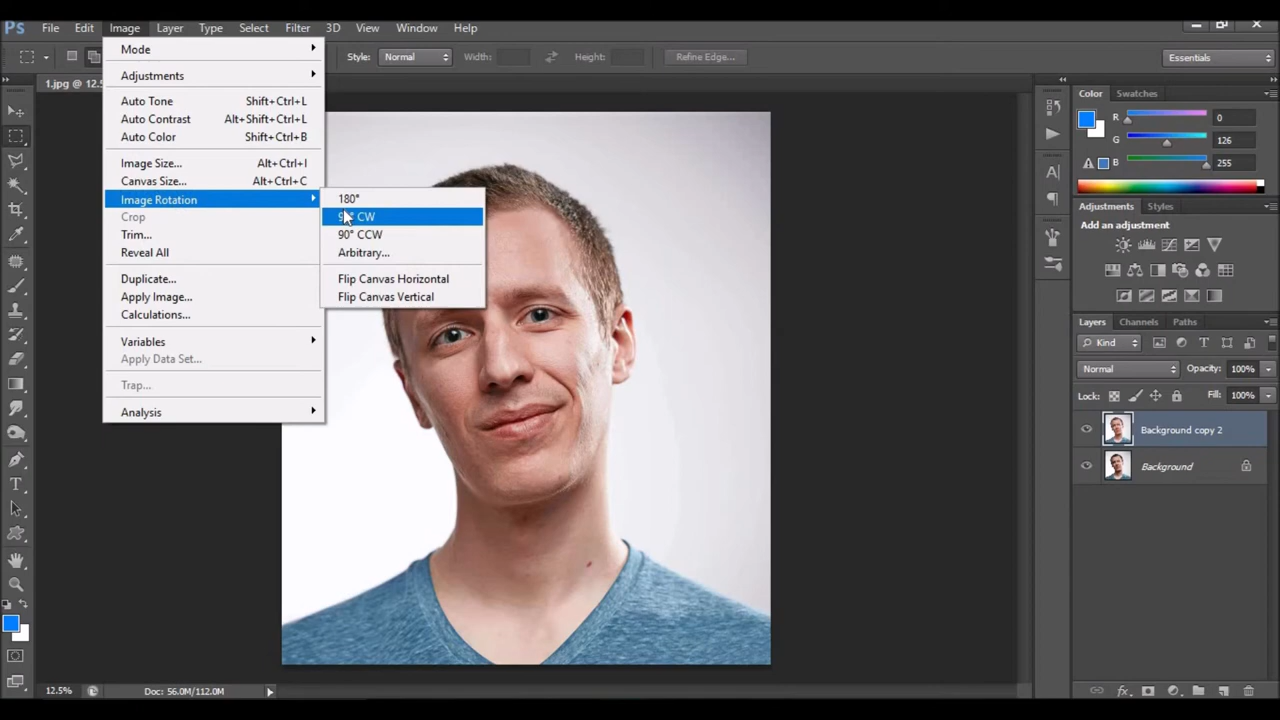 Ps File Edit Image Layer Type Select Filter 3D View Window Help
Style: Normal Width: Height: Refine Edge... Essentials
1.jpg @ 12.5
Mode
Adjustments
Auto Tone Shift+Ctrl+L
Auto Contrast Alt+Shift+Ctrl+L
Auto Color Shift+Ctrl+B
Image Size... Alt+Ctrl+I
Canvas Size... Alt+Ctrl+C
Image Rotation
Crop
Trim...
Reveal All
Duplicate...
Apply Image...
Calculations...
Variables
Apply Data Set...
Trap...
Analysis
180°
CW
90° CCW
Arbitrary...
Flip Canvas Horizontal
Flip Canvas Vertical
Color Swatches
R 0
G 126
B 255
Adjustments Styles
Add an adjustment
Layers Channels Paths
Kind
Normal Opacity: 100%
Lock: Fill: 100%
Background copy 2
Background
12.5% Doc: 56.0M/112.0M